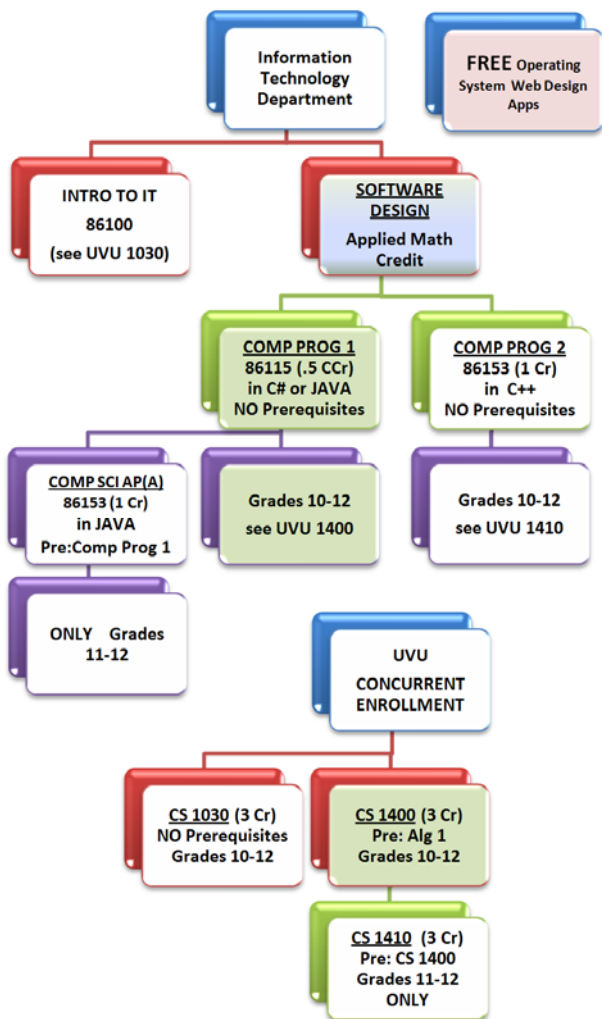 Information
Technology
Department
FREE Operating
System Web Design
Apps
INTRO TO IT
86100
(see UVU 1030)
SOFTWARE
DESIGN
Applied Math
Credit
COMP PROG 1
86115 (.5 CCr)
in C# or JAVA
NO Prerequisites
COMP PROG 2
86153 (1 Cr)
in C++
NO Prerequisites
COMP SCI AP(A)
86153 (1 Cr)
in JAVA
Pre:Comp Prog 1
Grades 10-12
see UVU 1400
Grades 10-12
see UVU 1410
ONLY Grades
11-12
UVU
CONCURRENT
ENROLLMENT
CS 1030 (3 Cr)
NO Prerequisites
Grades 10-12
CS 1400 (3 Cr)
Pre: Alg 1
Grades 10-12
CS 1410 (3 Cr)
Pre: CS 1400
Grades 11-12
ONLY